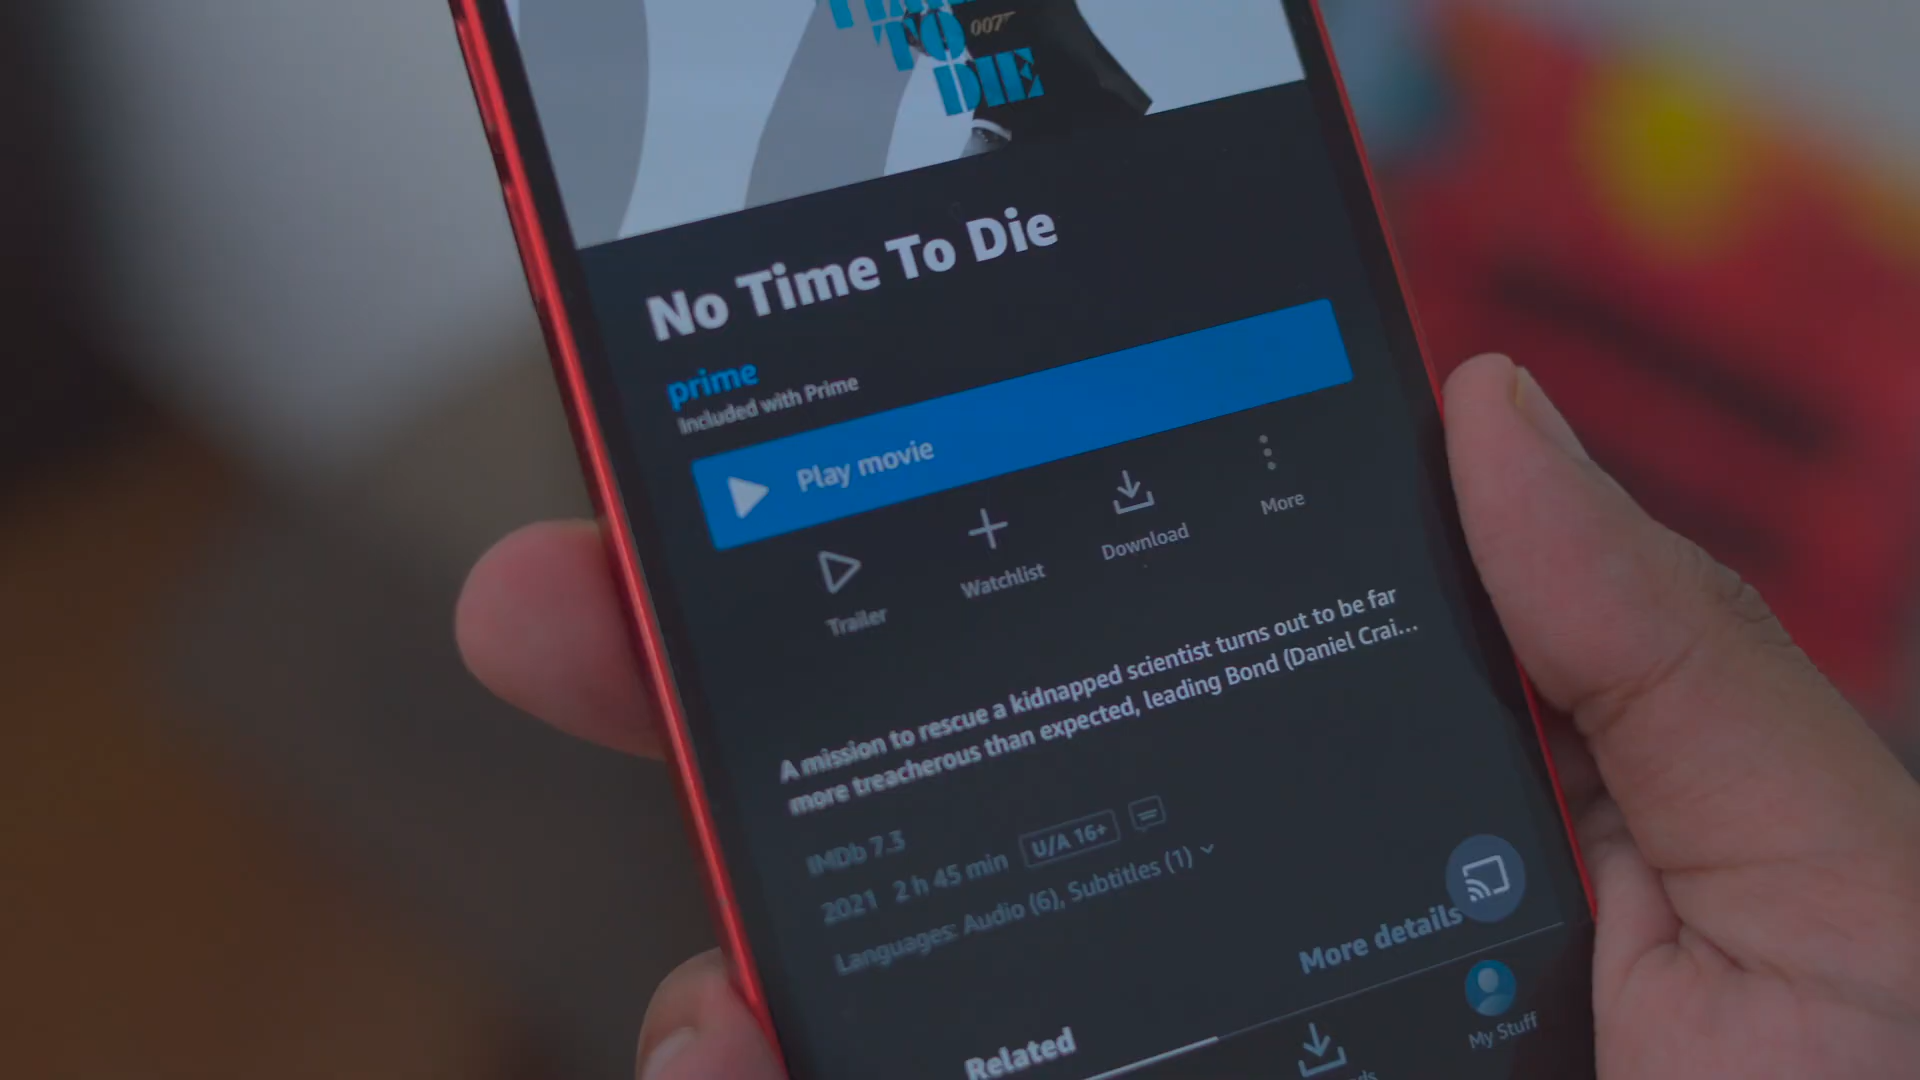 TO 007
DIE
No Time To Die
prime
Included with Prime
Play movie
Trailer
Watchlist
Download
More
A mission to rescue a kidnapped scientist turns out to be far
more treacherous than expected, leading Bond (Daniel Crai...
IMDb 7.3
2021 2 h 45 min U/A 16+
Languages: Audio (6), Subtitles (1)
More details
Related
My Stuff